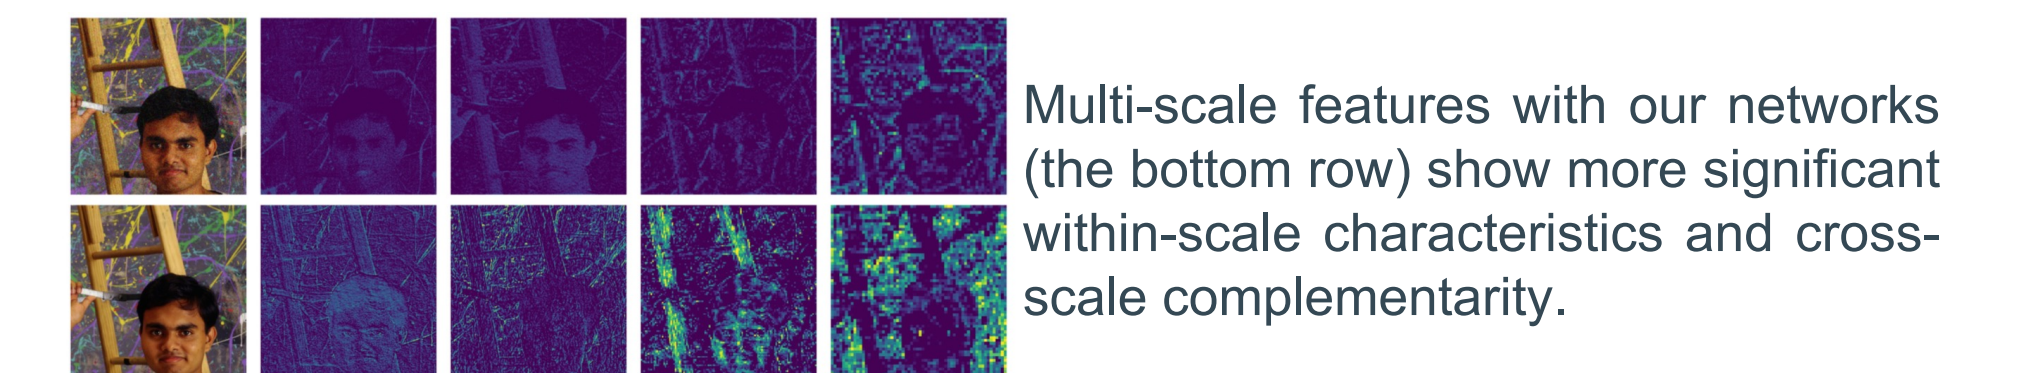 Multi-scale features with our networks
(the bottom row) show more significant
within-scale characteristics and cross-
scale complementarity.